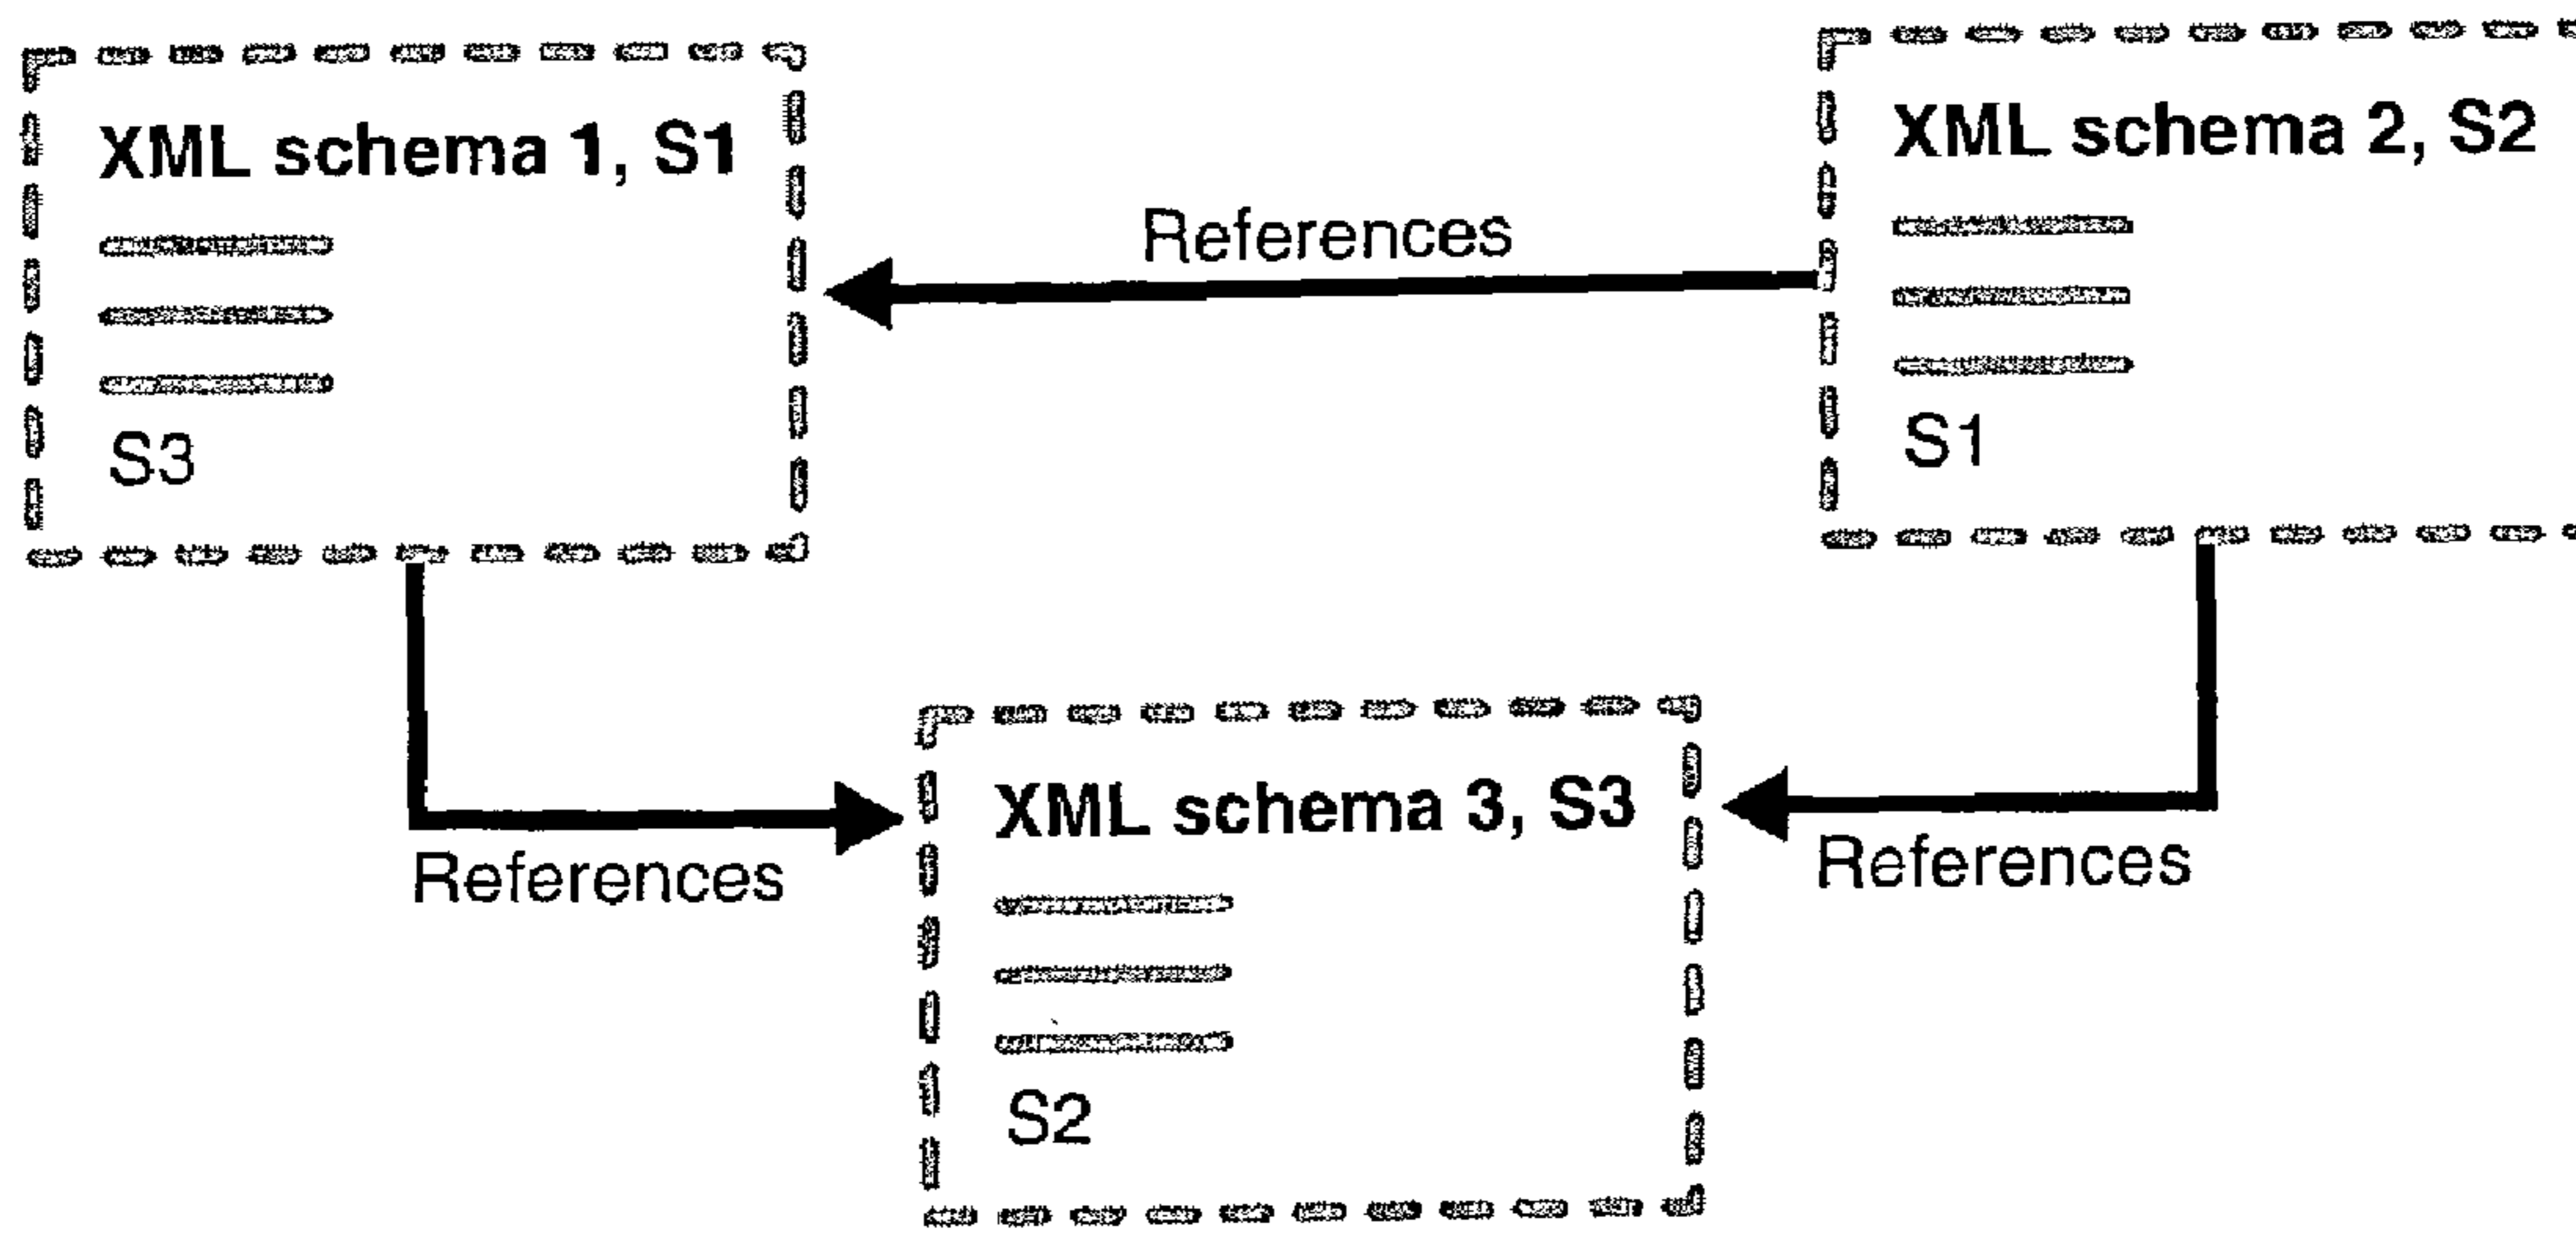 XML schema 1, S1
S3
References
XML schema 2, S2
S1
References
XML schema 3, S3
S2
References